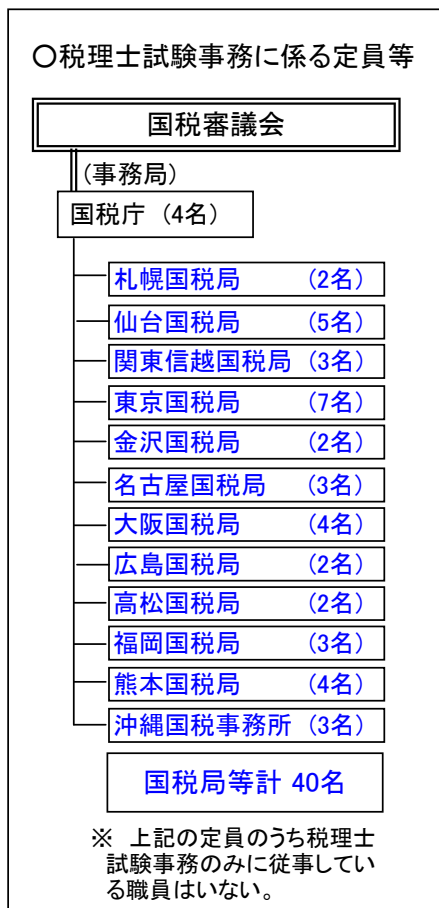 〇税理士試験事務に係る定員等
国税審議会
(事務局)
国税庁 (4名)
札幌国税局 (2名)
仙台国税局 (5名)
関東信越国税局 (3名)
東京国税局 (7名)
金沢国税局 (2名)
名古屋国税局 (3名)
大阪国税局 (4名)
広島国税局 (2名)
高松国税局 (2名)
福岡国税局 (3名)
熊本国税局 (4名)
沖縄国税事務所 (3名)
国税局等計 40名
※ 上記の定員のうち税理士
試験事務のみに従事してい
る職員はいない。